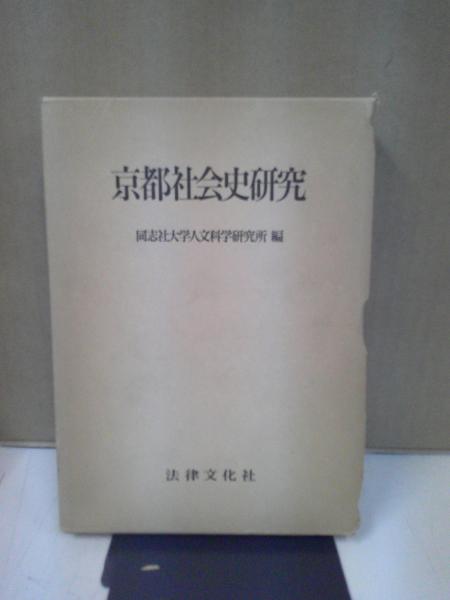 京都社会史研究
同志社大学人文科学研究所 編
法律文化社